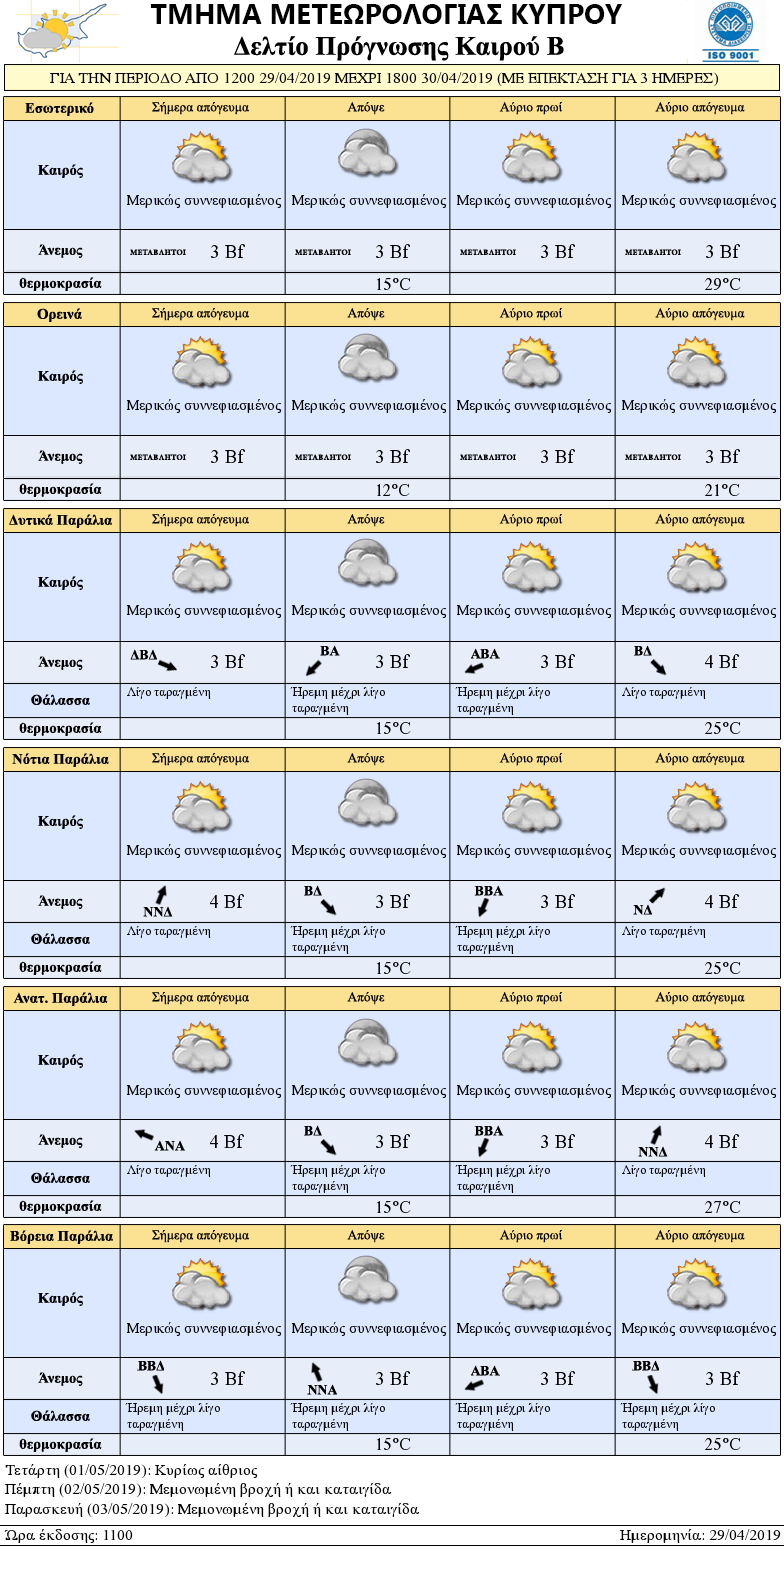 ΤΜΗΜΑ ΜΕΤΕΩΡΟΛΟΓΙΑΣ ΚΥΠΡΟΥ
Δελτίο Πρόγνωσης Καιρού Β
ISO 9001
ΓΙΑ ΤΗΝ ΠΕΡΙΟΔΟ ΑΠΟ 1200 29/04/2019 ΜΕΧΡΙ 1800 30/04/2019 (ΜΕ ΕΠΕΚΤΑΣΗ ΓΙΑ 3 ΗΜΕΡΕΣ)
Εσωτερικό Σήμερα απόγευμα Απόψε Αύριο πρωί Αύριο απόγευμα
Καιρός
Μερικώς συννεφιασμένος Μερικώς συννεφιασμένος Μερικώς συννεφιασμένος Μερικώς συννεφιασμένος
Άνεμος ΜΕΤΑΒΛΗΤΟΙ 3 Bf ΜΕΤΑΒΛΗΤΟΙ 3 Bf ΜΕΤΑΒΛΗΤΟΙ 3 Bf ΜΕΤΑΒΛΗΤΟΙ 3 Bf
θερμοκρασία 15°C 29°C
Ορεινά Σήμερα απόγευμα Απόψε Αύριο πρωί Αύριο απόγευμα
Καιρός
Μερικώς συννεφιασμένος Μερικώς συννεφιασμένος Μερικώς συννεφιασμένος Μερικώς συννεφιασμένος
Άνεμος ΜΕΤΑΒΛΗΤΟΙ 3 Bf ΜΕΤΑΒΛΗΤΟΙ 3 Bf ΜΕΤΑΒΛΗΤΟΙ 3 Bf ΜΕΤΑΒΛΗΤΟΙ 3 Bf
θερμοκρασία 12°C 21°C
Δυτικά Παράλια Σήμερα απόγευμα Απόψε Αύριο πρωί Αύριο απόγευμα
Καιρός
Μερικώς συννεφιασμένος Μερικώς συννεφιασμένος Μερικώς συννεφιασμένος Μερικώς συννεφιασμένος
Άνεμος ΔΒΔ 3 Bf ΒΑ 3 Bf ΑΒΑ 3 Bf ΒΔ 4 Bf
Θάλασσα Λίγο ταραγμένη Ήρεμη μέχρι λίγο ταραγμένη Ήρεμη μέχρι λίγο ταραγμένη Λίγο ταραγμένη
θερμοκρασία 15°C 25°C
Νότια Παράλια Σήμερα απόγευμα Απόψε Αύριο πρωί Αύριο απόγευμα
Καιρός
Μερικώς συννεφιασμένος Μερικώς συννεφιασμένος Μερικώς συννεφιασμένος Μερικώς συννεφιασμένος
Άνεμος ΝΝΔ 4 Bf ΒΔ 3 Bf ΒΒΑ 3 Bf ΝΔ 4 Bf
Θάλασσα Λίγο ταραγμένη Ήρεμη μέχρι λίγο ταραγμένη Ήρεμη μέχρι λίγο ταραγμένη Λίγο ταραγμένη
θερμοκρασία 15°C 25°C
Ανατ. Παράλια Σήμερα απόγευμα Απόψε Αύριο πρωί Αύριο απόγευμα
Καιρός
Μερικώς συννεφιασμένος Μερικώς συννεφιασμένος Μερικώς συννεφιασμένος Μερικώς συννεφιασμένος
Άνεμος ΑΝΑ 4 Bf ΒΔ 3 Bf ΒΒΑ 3 Bf ΝΝΔ 4 Bf
Θάλασσα Λίγο ταραγμένη Ήρεμη μέχρι λίγο ταραγμένη Ήρεμη μέχρι λίγο ταραγμένη Λίγο ταραγμένη
θερμοκρασία 15°C 27°C
Βόρεια Παράλια Σήμερα απόγευμα Απόψε Αύριο πρωί Αύριο απόγευμα
Καιρός
Μερικώς συννεφιασμένος Μερικώς συννεφιασμένος Μερικώς συννεφιασμένος Μερικώς συννεφιασμένος
Άνεμος ΒΒΔ 3 Bf ΝΝΑ 3 Bf ΑΒΑ 3 Bf ΒΒΔ 3 Bf
Θάλασσα Ήρεμη μέχρι λίγο ταραγμένη Ήρεμη μέχρι λίγο ταραγμένη Ήρεμη μέχρι λίγο ταραγμένη Ήρεμη μέχρι λίγο ταραγμένη
θερμοκρασία 15°C 25°C
Τετάρτη (01/05/2019): Κυρίως αίθριος
Πέμπτη (02/05/2019): Μεμονωμένη βροχή ή και καταιγίδα
Παρασκευή (03/05/2019): Μεμονωμένη βροχή ή και καταιγίδα
Ώρα έκδοσης: 1100 Ημερομηνία: 29/04/2019